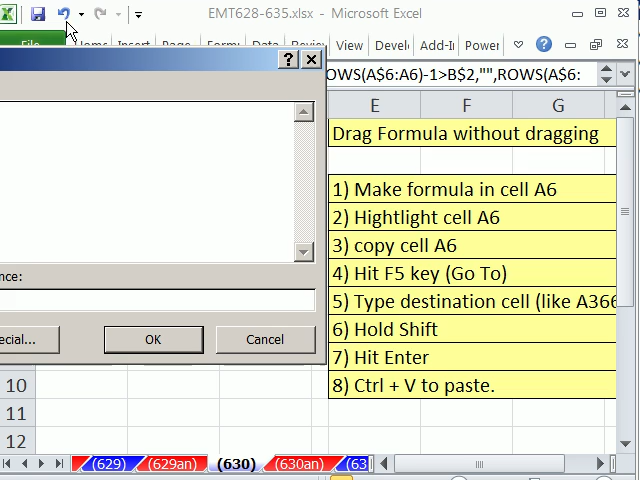 EMT628-635.xlsx - Microsoft Excel
File Home Insert Page Form Data Revie View Devel Add-I Power
OWS(A$6:A6)-1>B$2,"",ROWS(A$6:
E F G
Drag Formula without dragging
1) Make formula in cell A6
2) Hightlight cell A6
3) copy cell A6
nce:
4) Hit F5 key (Go To)
5) Type destination cell (like A366
6) Hold Shift
ecial... OK Cancel
7) Hit Enter
10 8) Ctrl + V to paste.
11
12
(629) (629an) (630) (630an) (63